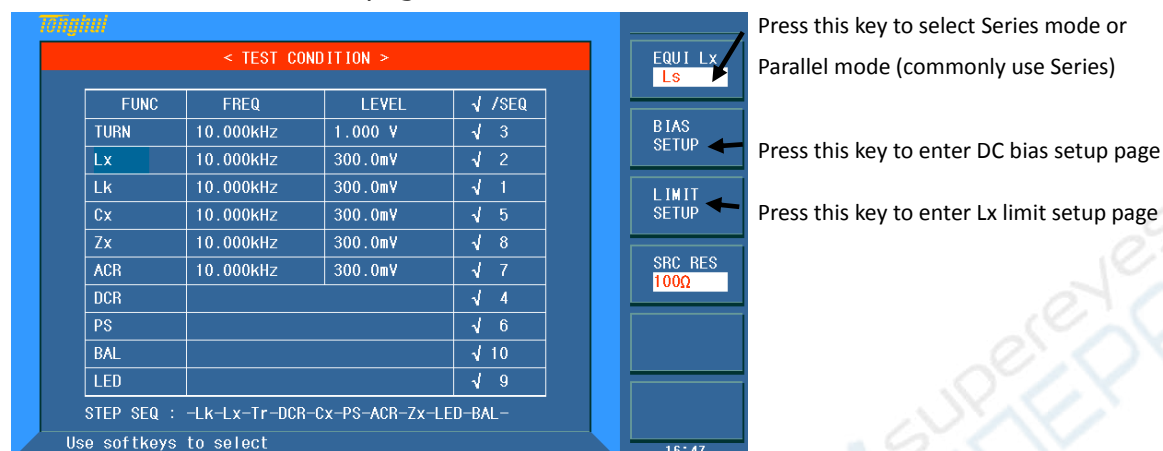 Tonghui
< TEST CONDITION >
FUNC FREQ LEVEL √ /SEQ
TURN 10.000kHz 1.000 V √ 3
Lx 10.000kHz 300.0mV √ 2
Lk 10.000kHz 300.0mV √ 1
Cx 10.000kHz 300.0mV √ 5
Zx 10.000kHz 300.0mV √ 8
ACR 10.000kHz 300.0mV √ 7
DCR √ 4
PS √ 6
BAL √ 10
LED √ 9
STEP SEQ : -Lk-Lx-Tr-DCR-Cx-PS-ACR-Zx-LED-BAL-
Use softkeys to select
EQUI Lx
Ls
BIAS
SETUP
LIMIT
SETUP
SRC RES
100Ω
16:47
Press this key to select Series mode or
Parallel mode (commonly use Series)
Press this key to enter DC bias setup page
Press this key to enter Lx limit setup page
supereyes